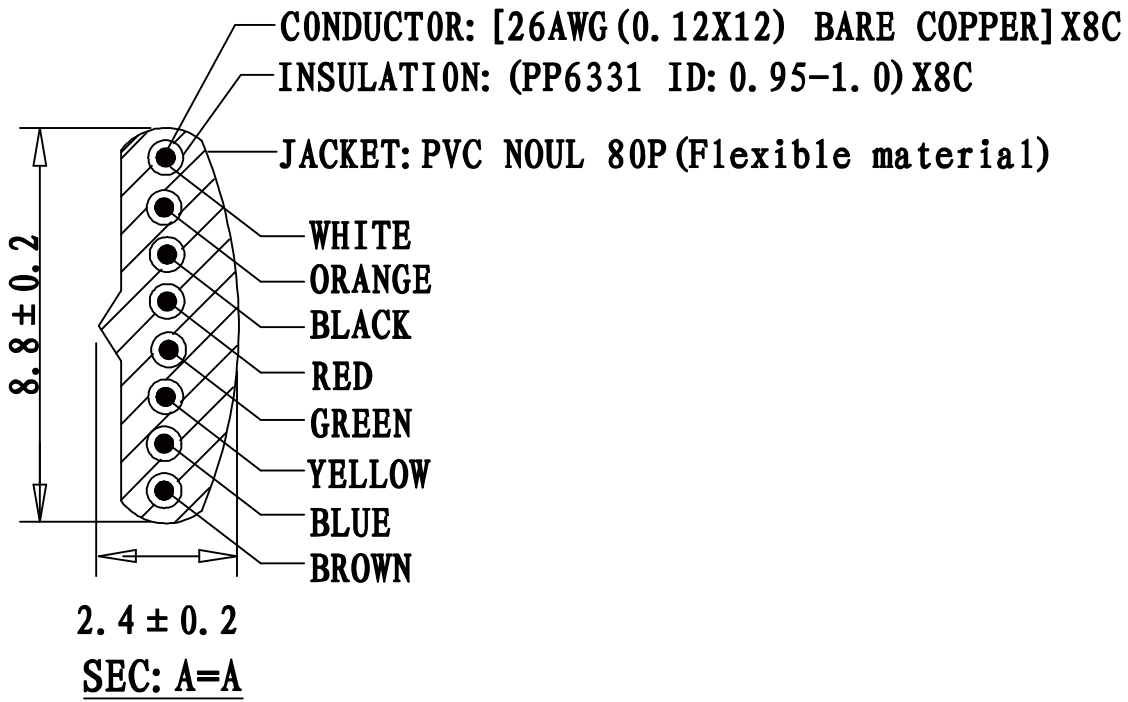 CONDUCTOR: [26AWG(0.12X12) BARE COPPER]X8C
INSULATION: (PP6331 ID:0.95-1.0)X8C
JACKET: PVC NOUL 80P(Flexible material)
WHITE
ORANGE
BLACK
RED
GREEN
YELLOW
BLUE
BROWN
8.8±0.2
2.4±0.2
SEC: A=A